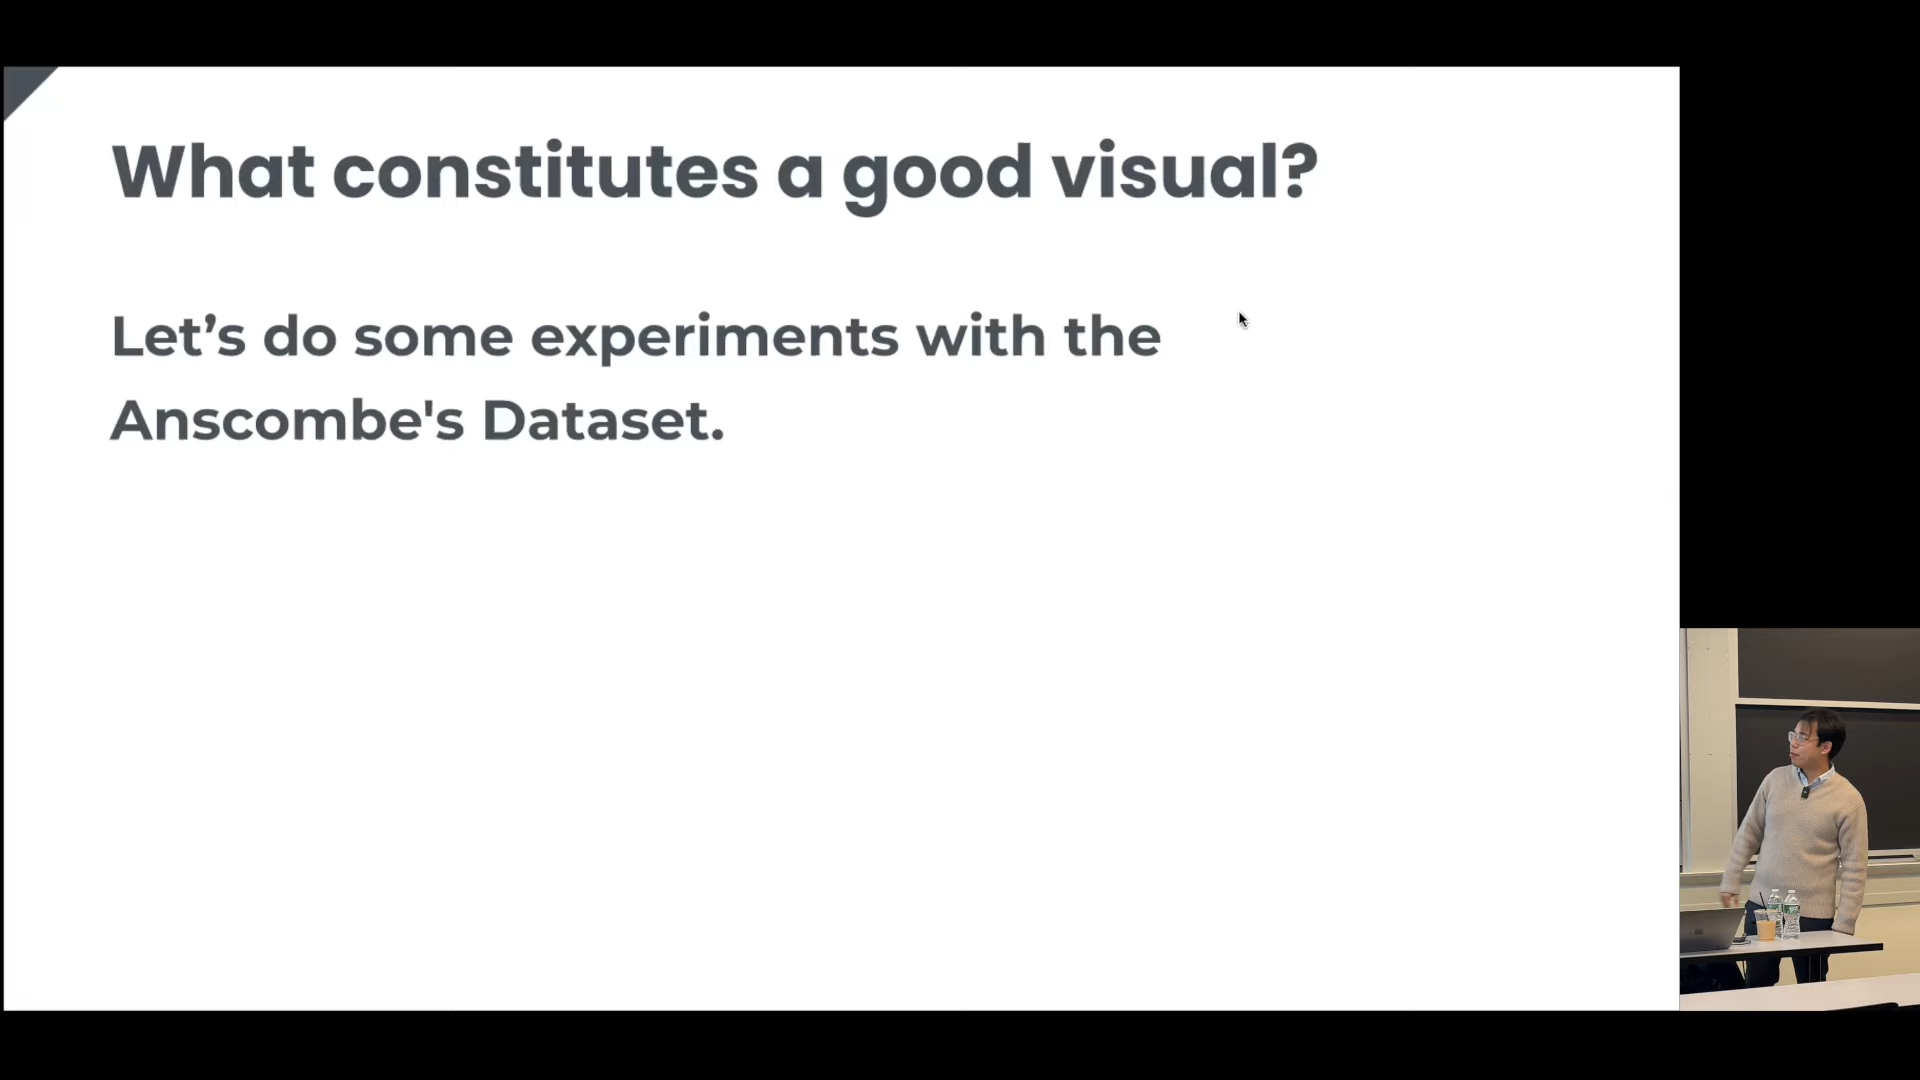 What constitutes a good visual?
Let’s do some experiments with the
Anscombe's Dataset.